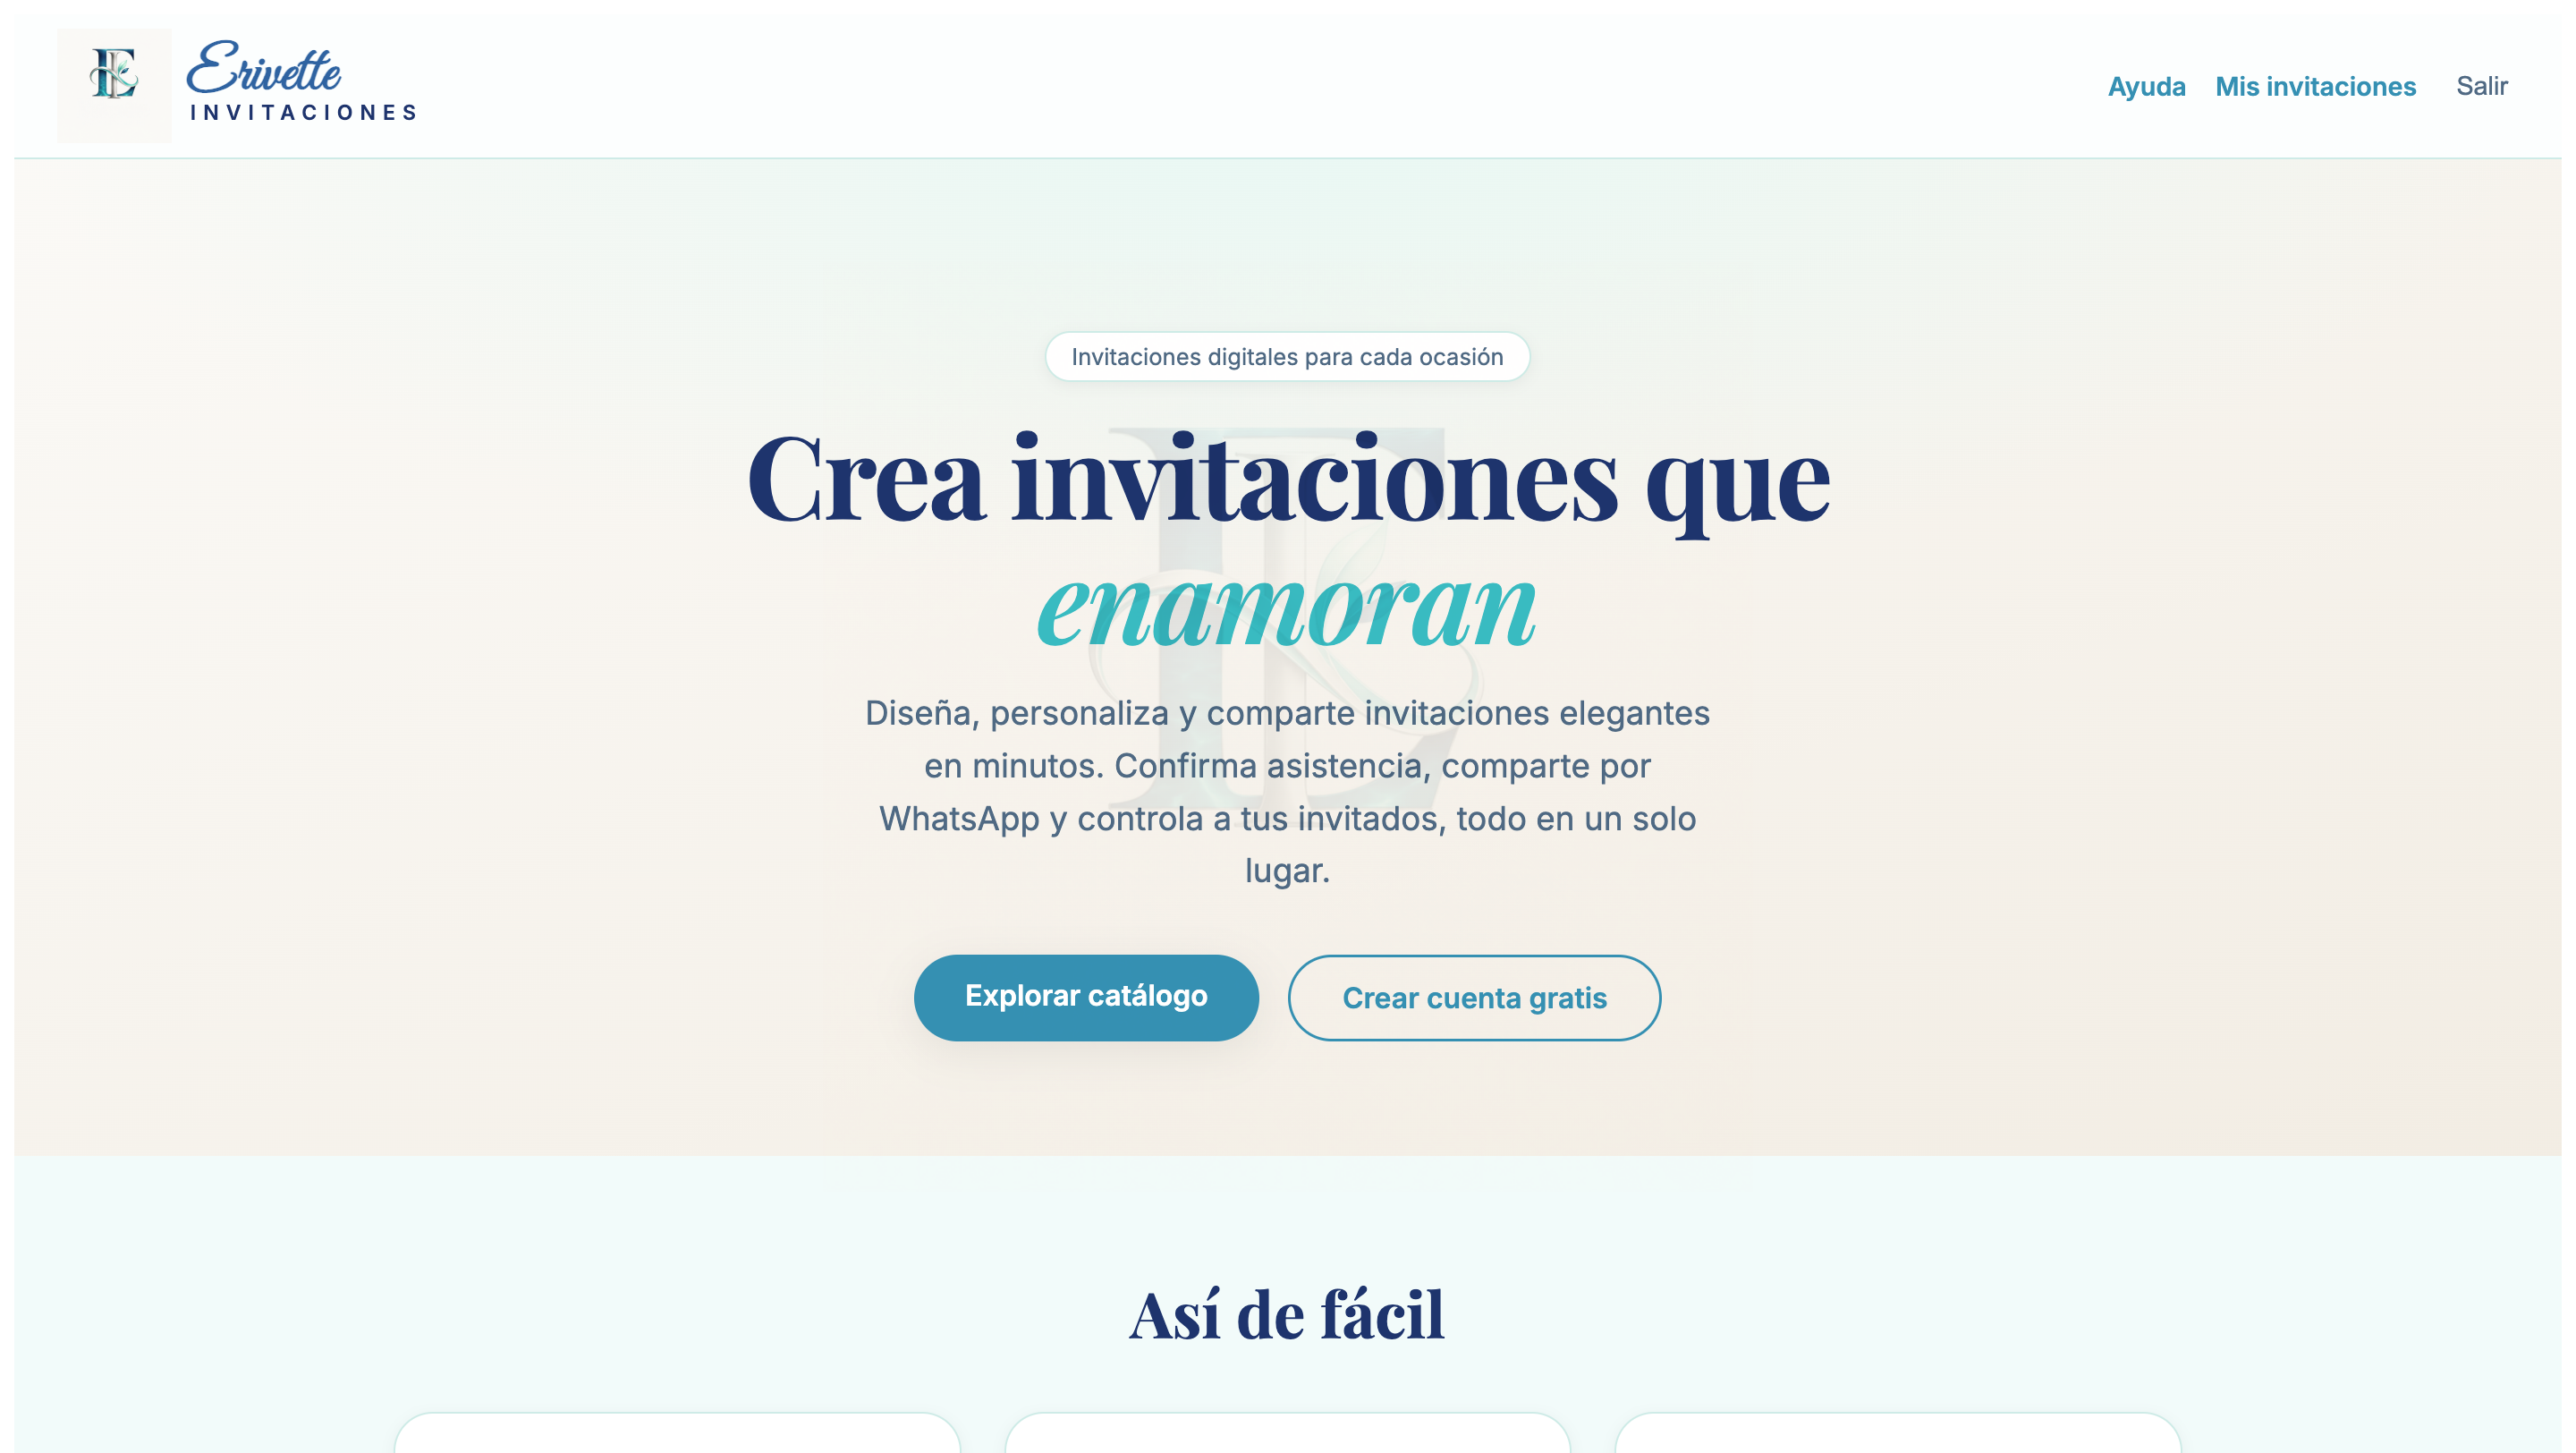 Erivette
INVITACIONES
Ayuda Mis invitaciones Salir
Invitaciones digitales para cada ocasión
Crea invitaciones que
enamoran
Diseña, personaliza y comparte invitaciones elegantes
en minutos. Confirma asistencia, comparte por
WhatsApp y controla a tus invitados, todo en un solo
lugar.
Explorar catálogo Crear cuenta gratis
Así de fácil